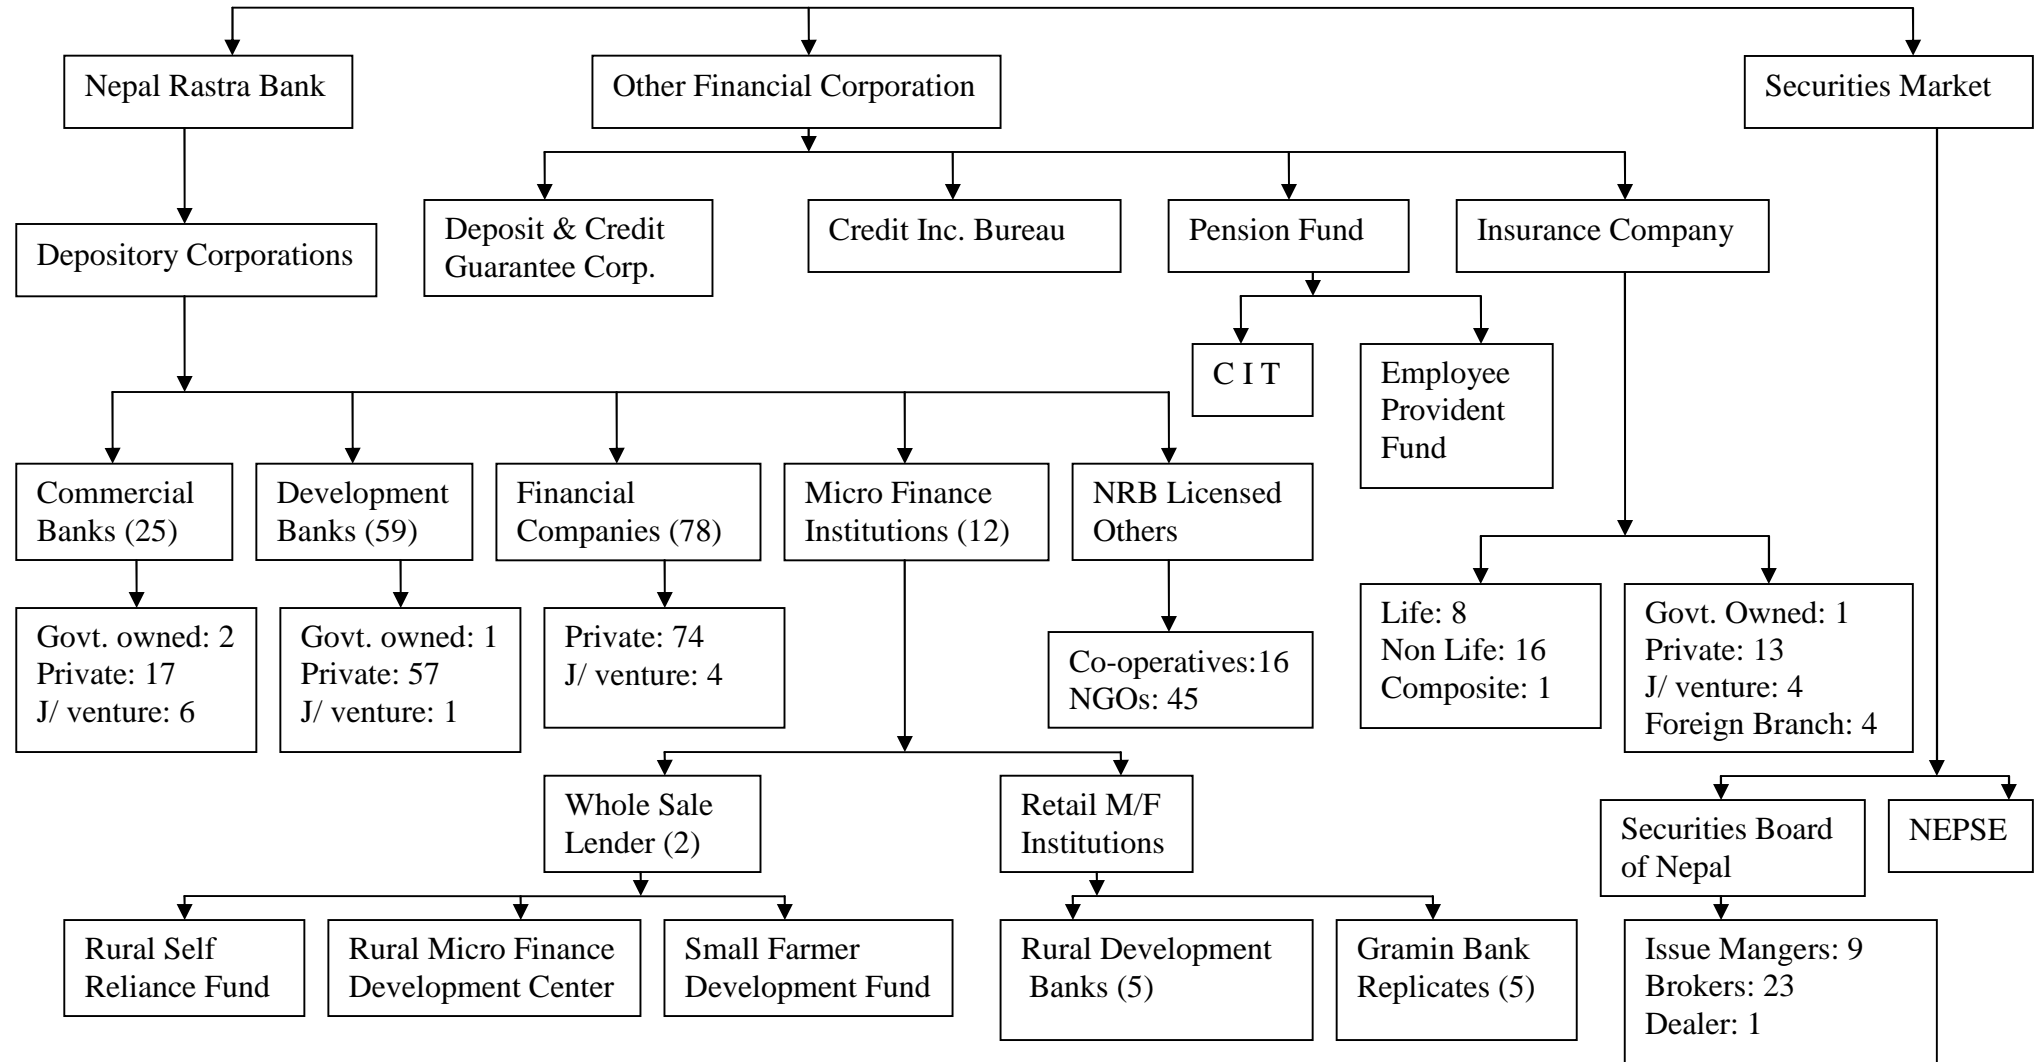 Nepal Rastra Bank
Other Financial Corporation
Securities Market
Depository Corporations
Deposit & Credit
Guarantee Corp.
Credit Inc. Bureau
Pension Fund
Insurance Company
C I T
Employee
Provident
Fund
Commercial
Banks (25)
Development
Banks (59)
Financial
Companies (78)
Micro Finance
Institutions (12)
NRB Licensed
Others
Govt. owned: 2
Private: 17
J/ venture: 6
Govt. owned: 1
Private: 57
J/ venture: 1
Private: 74
J/ venture: 4
Co-operatives:16
NGOs: 45
Life: 8
Non Life: 16
Composite: 1
Govt. Owned: 1
Private: 13
J/ venture: 4
Foreign Branch: 4
Whole Sale
Lender (2)
Retail M/F
Institutions
Securities Board
of Nepal
NEPSE
Rural Self
Reliance Fund
Rural Micro Finance
Development Center
Small Farmer
Development Fund
Rural Development
Banks (5)
Gramin Bank
Replicates (5)
Issue Mangers: 9
Brokers: 23
Dealer: 1